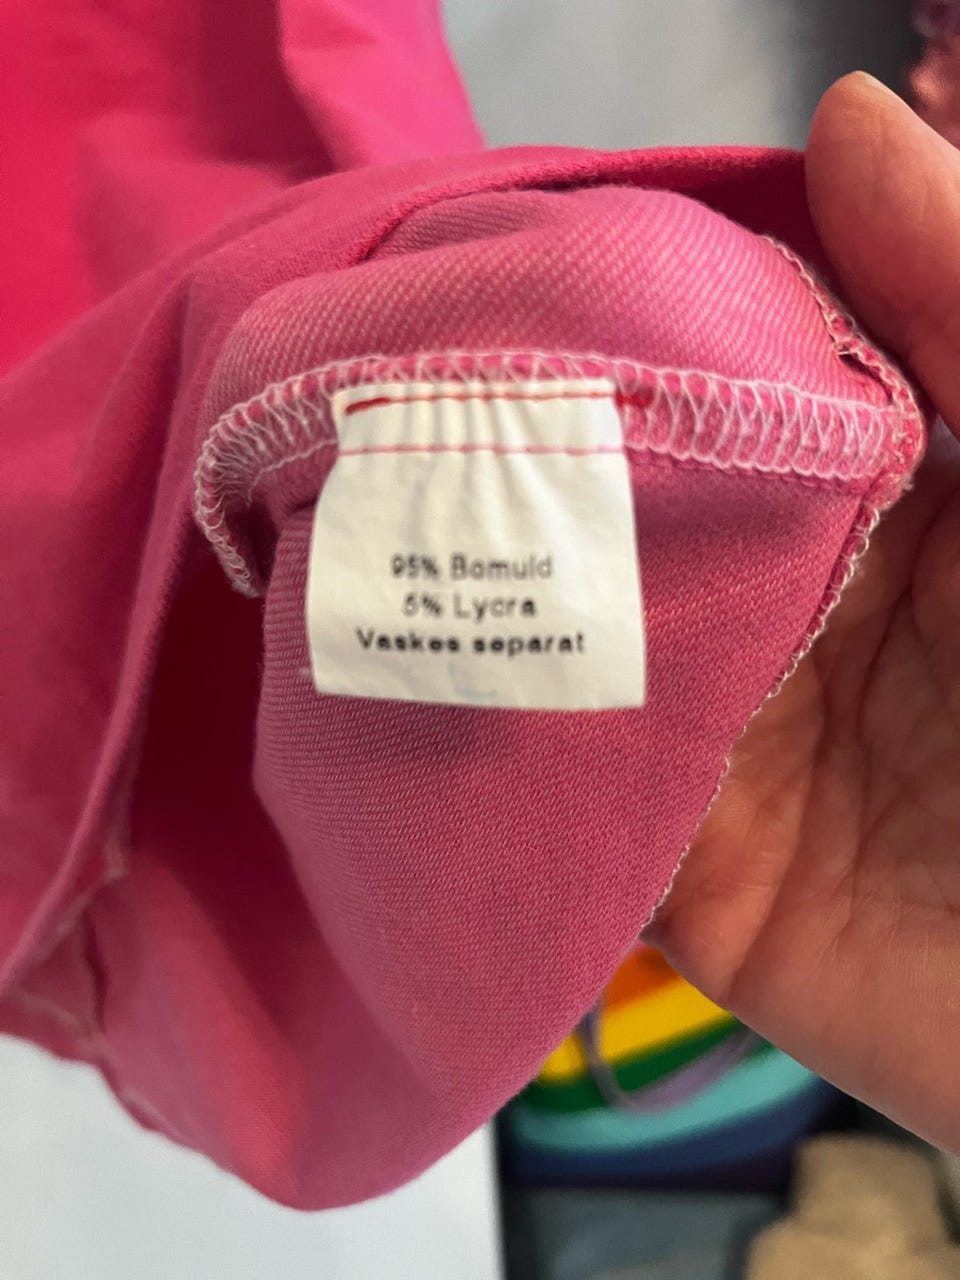 95% Bomuld
5% Lycra
Vaskes separat